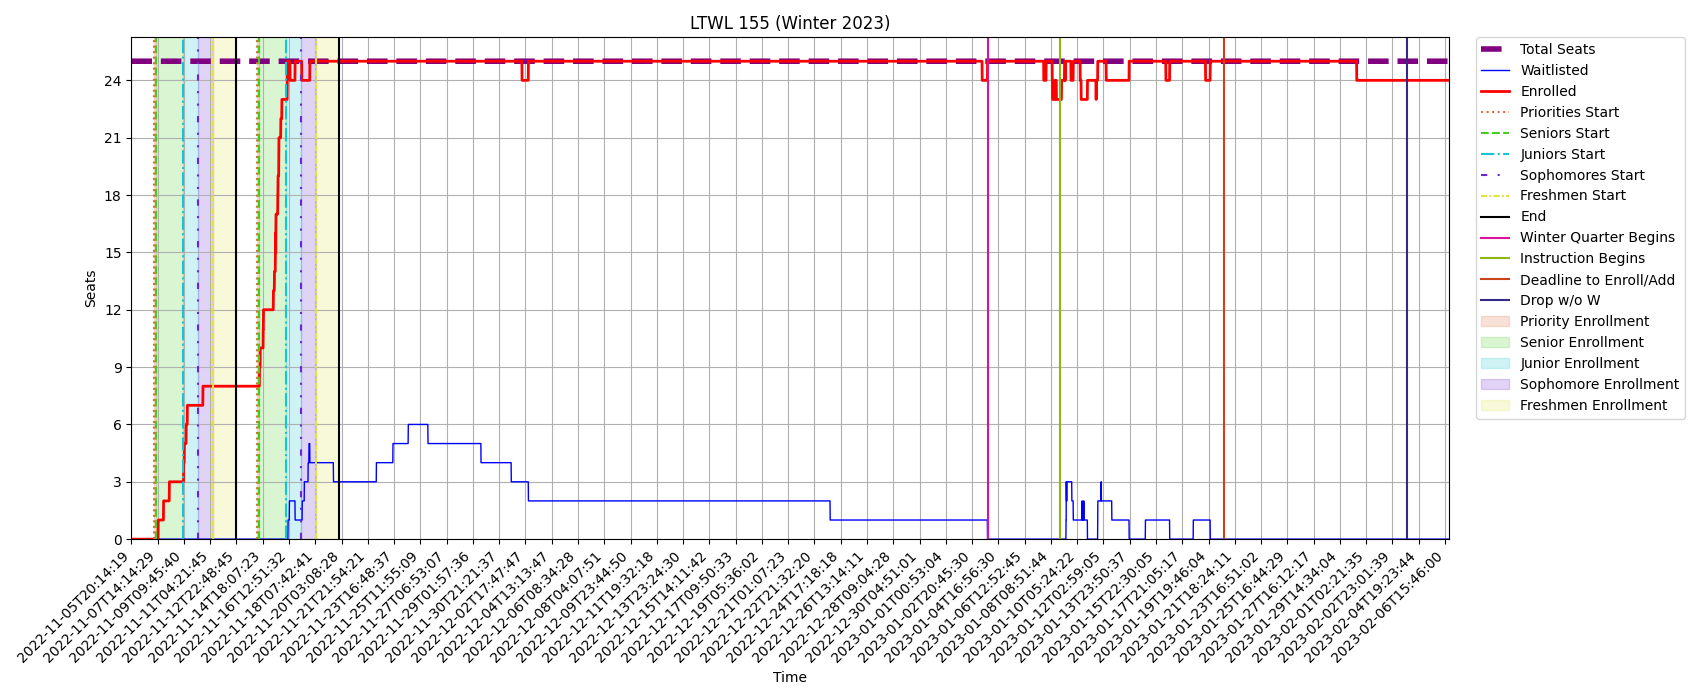 LTWL 155 (Winter 2023)
Seats
24
21
18
15
12
9
6
3
0
2022-11-05T20:14:19
2022-11-07T14:14:29
2022-11-09T09:45:40
2022-11-11T04:21:45
2022-11-12T22:48:45
2022-11-14T18:07:23
2022-11-16T12:51:32
2022-11-18T07:42:41
2022-11-20T03:08:28
2022-11-21T21:54:21
2022-11-23T16:48:37
2022-11-25T11:55:09
2022-11-27T06:53:07
2022-11-29T01:57:36
2022-11-30T21:21:37
2022-12-02T17:47:47
2022-12-04T12:13:47
2022-12-06T08:34:28
2022-12-08T04:07:51
2022-12-09T23:44:50
2022-12-11T19:32:18
2022-12-13T23:24:30
2022-12-15T14:11:42
2022-12-17T09:50:33
2022-12-19T05:36:02
2022-12-21T01:07:23
2022-12-22T21:32:20
2022-12-24T17:18:18
2022-12-26T13:14:11
2022-12-28T09:04:28
2022-12-30T04:51:01
2023-01-01T00:53:04
2023-01-02T20:45:30
2023-01-04T16:56:30
2023-01-06T12:52:45
2023-01-08T08:51:44
2023-01-10T05:24:22
2023-01-12T02:59:05
2023-01-13T23:50:37
2023-01-15T22:30:05
2023-01-17T21:05:17
2023-01-19T19:46:04
2023-01-21T18:24:11
2023-01-23T16:51:02
2023-01-25T16:44:29
2023-01-27T16:12:17
2023-01-29T14:34:04
2023-02-01T02:21:35
2023-02-02T23:01:39
2023-02-04T19:23:44
2023-02-06T15:46:00
Time
Total Seats
Waitlisted
Enrolled
Priorities Start
Seniors Start
Juniors Start
Sophomores Start
Freshmen Start
End
Winter Quarter Begins
Instruction Begins
Deadline to Enroll/Add
Drop w/o W
Priority Enrollment
Senior Enrollment
Junior Enrollment
Sophomore Enrollment
Freshmen Enrollment